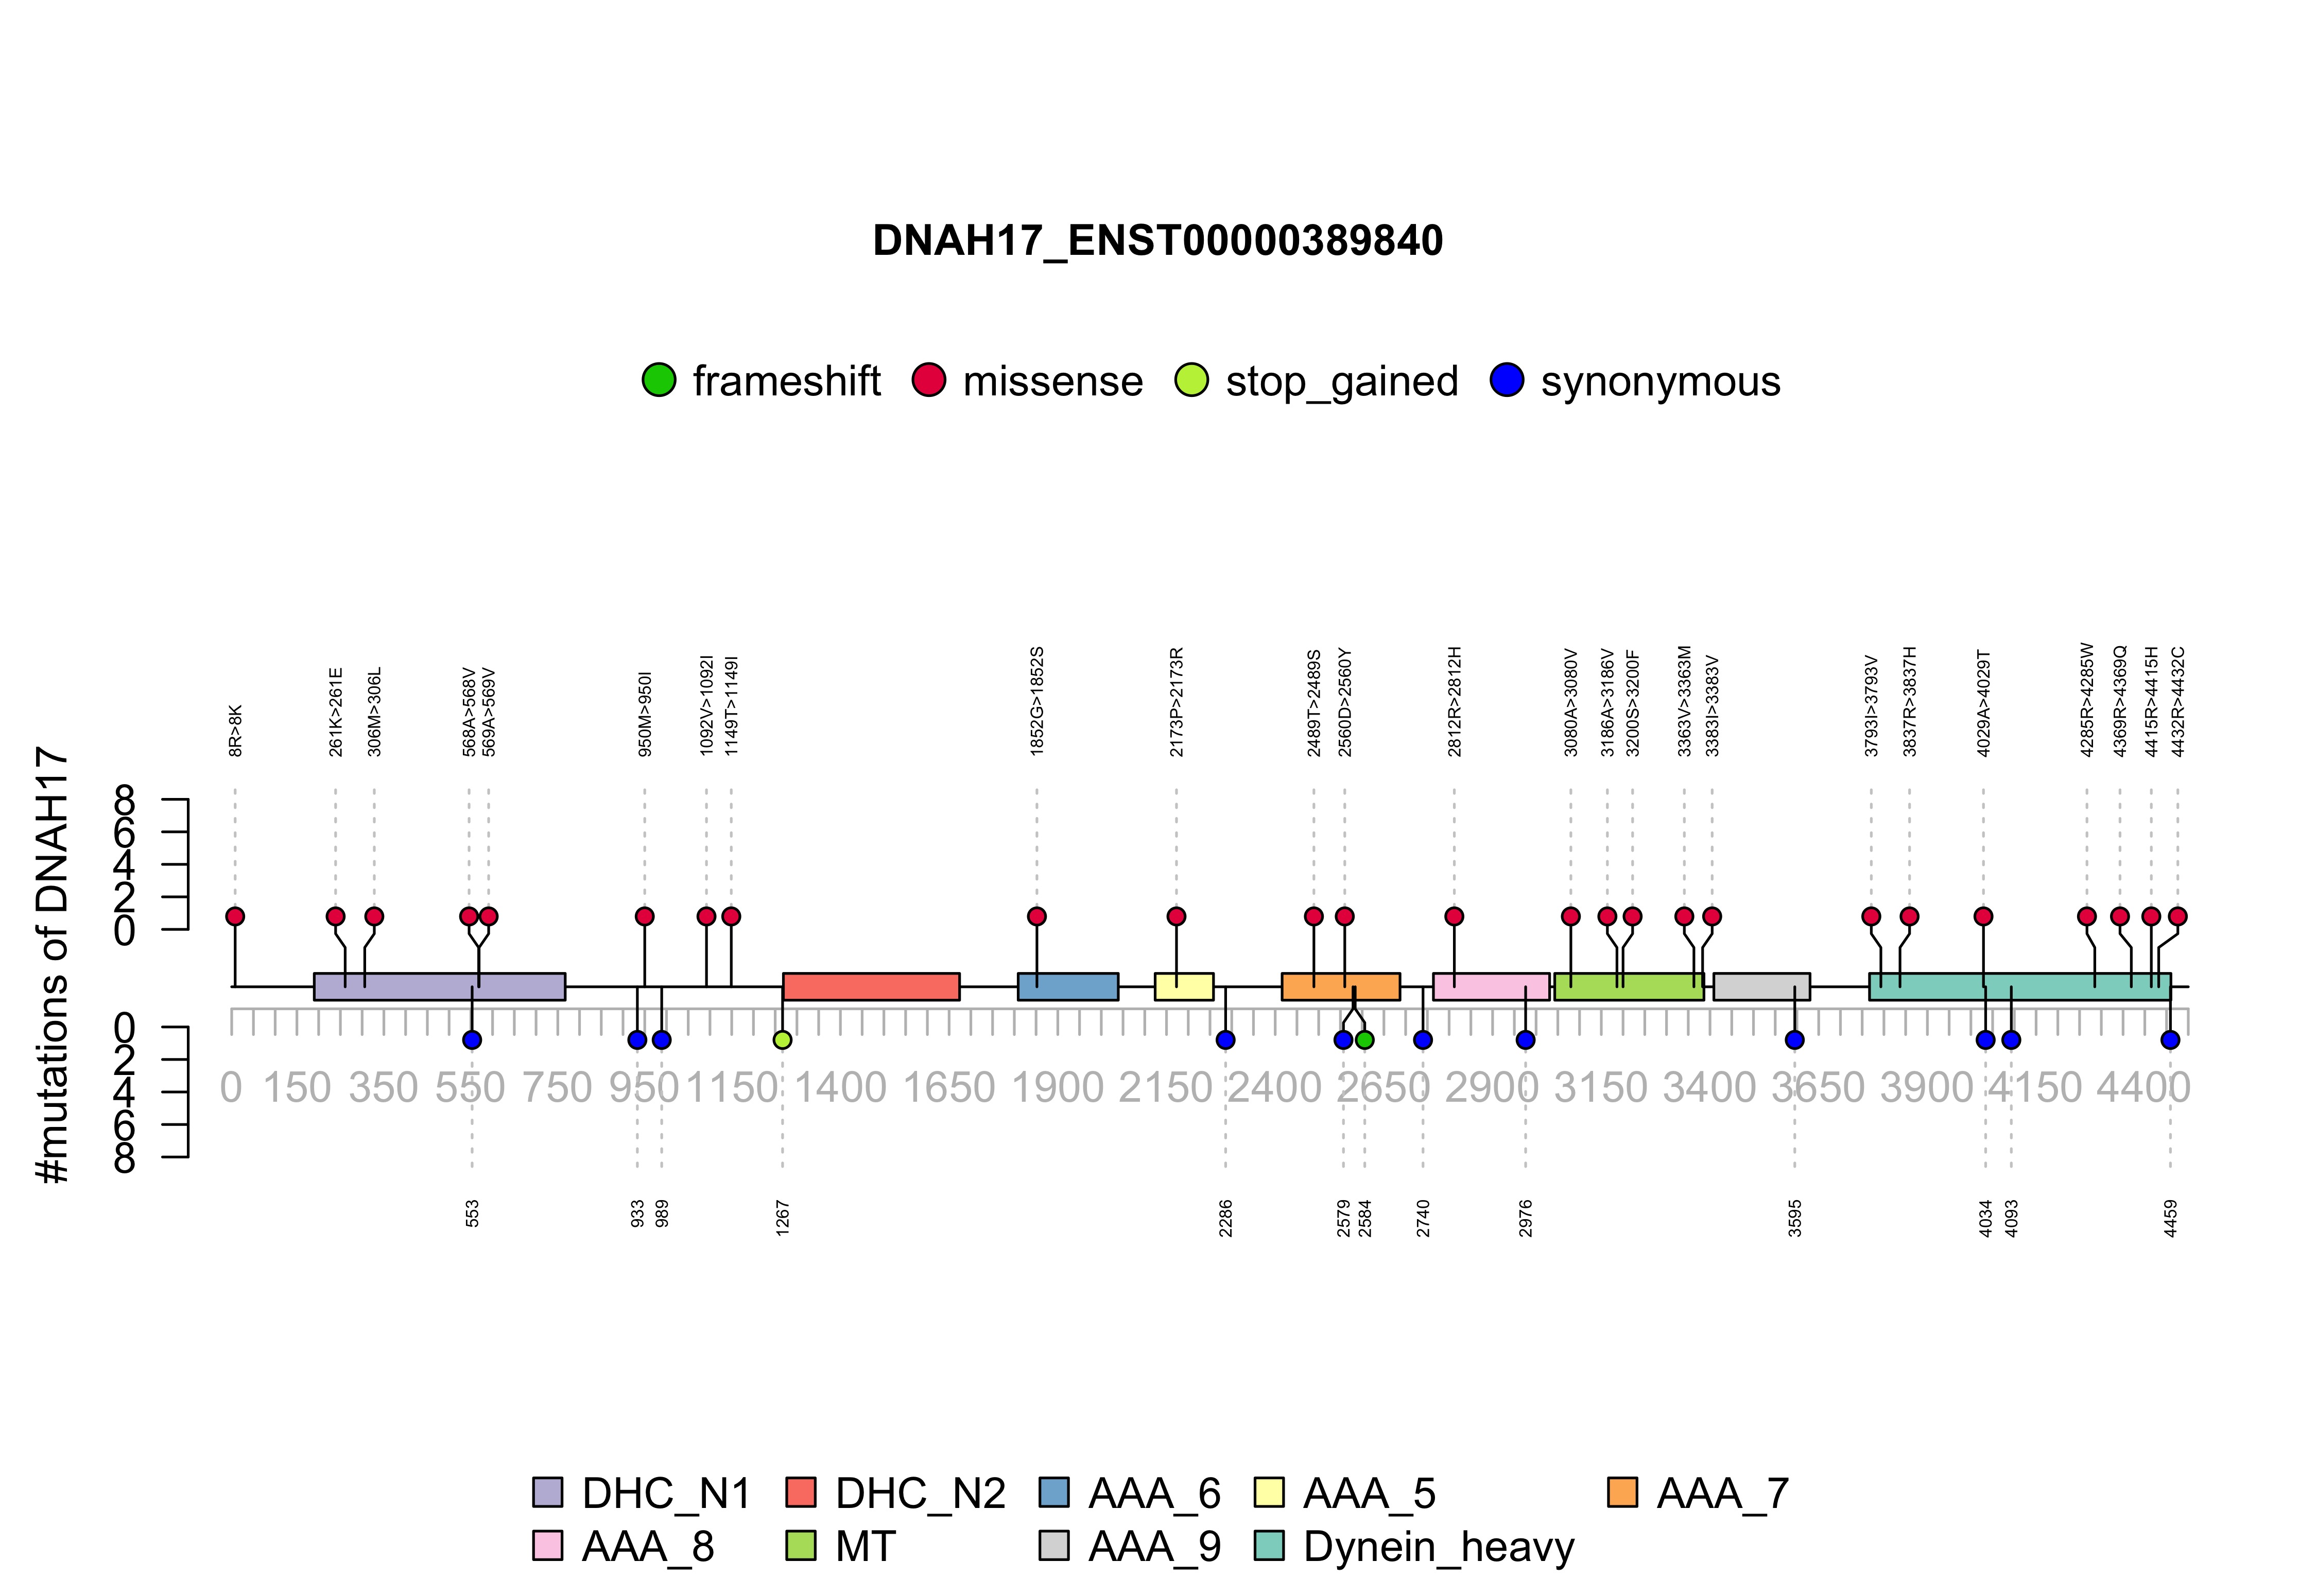 DNAH17_ENST00000389840
frameshift missense stop_gained synonymous
8R>8K 261K>261E 306M>306L 568A>568V 569A>569V 950M>950I 1092V>1092I 1149T>1149I 1852G>1852S 2173P>2173R 2489T>2489S 2560D>2560Y 2812R>2812H 3080A>3080V 3186A>3186V 3200S>3200F 3363V>3363M 3383I>3383V 3793I>3793V 3837R>3837H 4029A>4029T 4285R>4285W 4369R>4369Q 4415R>4415H 4432R>4432C
#mutations of DNAH17
8
6
4
2
0
0
2
4
6
8
0 150 350 550 750 950 1150 1400 1650 1900 2150 2400 2650 2900 3150 3400 3650 3900 4150 4400
553 933 989 1267 2286 2579 2584 2740 2976 3595 4034 4093 4459
DHC_N1 DHC_N2 AAA_6 AAA_5 AAA_7
AAA_8 MT AAA_9 Dynein_heavy